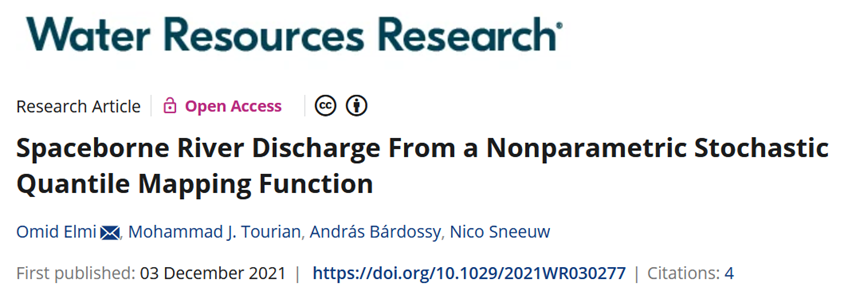 Water Resources Research®
Research Article | Open Access
Spaceborne River Discharge From a Nonparametric Stochastic
Quantile Mapping Function
Omid Elmi, Mohammad J. Tourian, András Bárdossy, Nico Sneeuw
First published: 03 December 2021 | https://doi.org/10.1029/2021WR030277 | Citations: 4